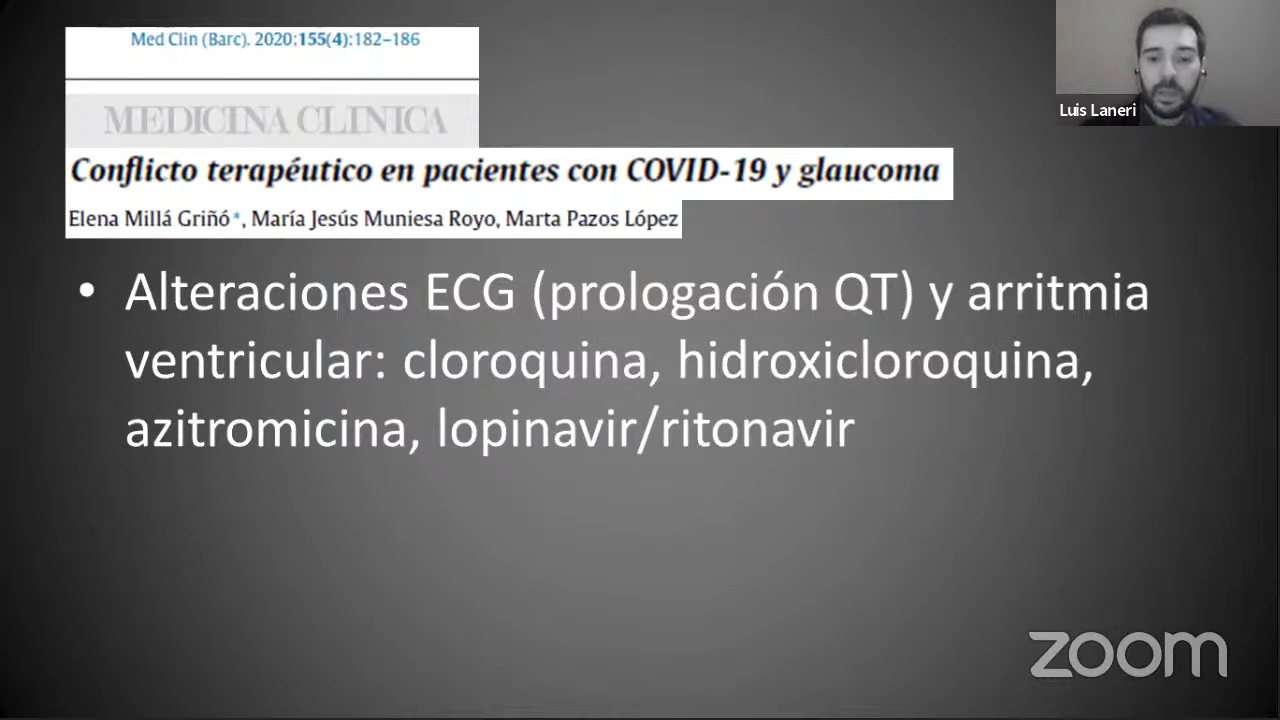 Med Clin (Barc). 2020;155(4):182–186
MEDICINA CLINICA
Luis Laneri
Conflicto terapéutico en pacientes con COVID-19 y glaucoma
Elena Millá Griñó*, María Jesús Muniesa Royo, Marta Pazos López
• Alteraciones ECG (prologación QT) y arritmia
ventricular: cloroquina, hidroxicloroquina,
azitromicina, lopinavir/ritonavir
zoom